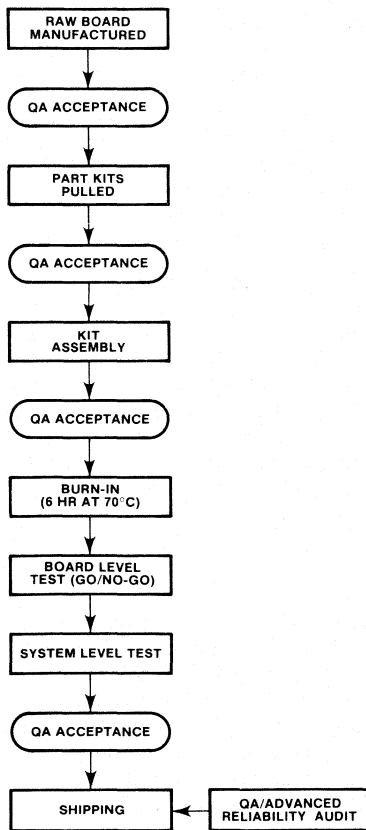 RAW BOARD
MANUFACTURED
QA ACCEPTANCE
PART KITS
PULLED
QA ACCEPTANCE
KIT
ASSEMBLY
QA ACCEPTANCE
BURN-IN
(6 HR AT 70°C)
BOARD LEVEL
TEST (GO/NO-GO)
SYSTEM LEVEL TEST
QA ACCEPTANCE
SHIPPING
QA/ADVANCED
RELIABILITY AUDIT